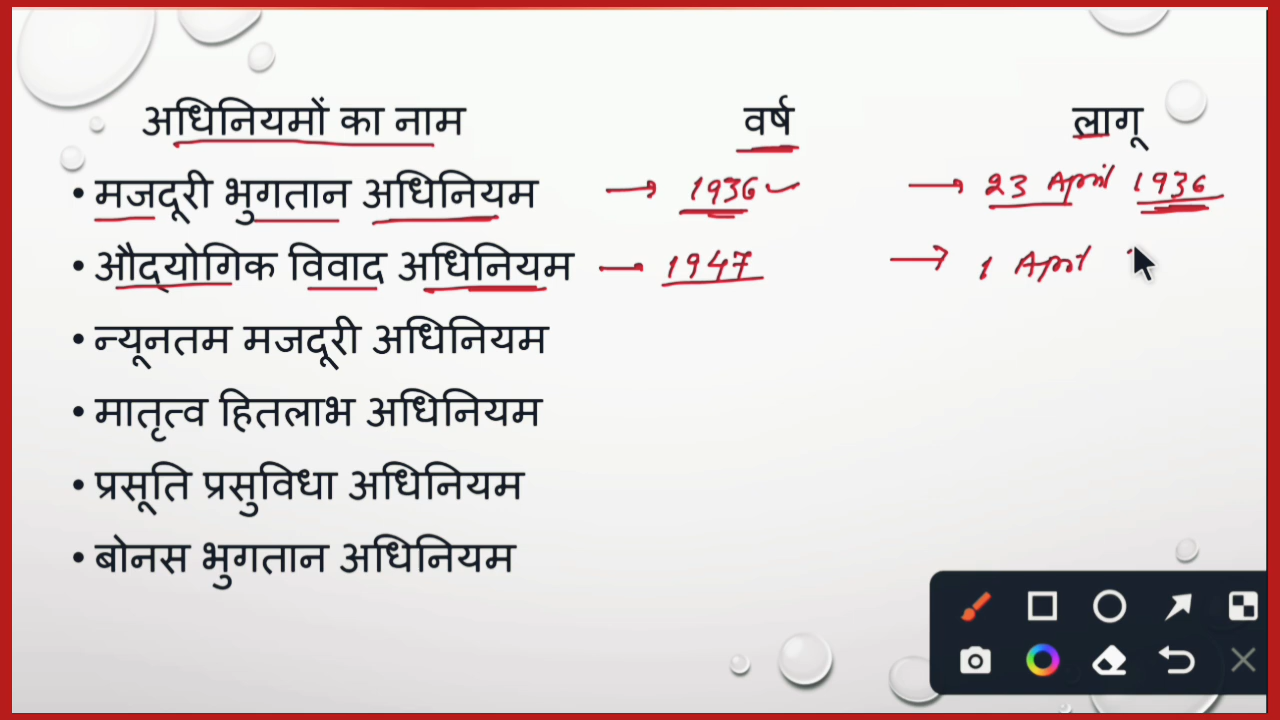 अधिनियमों का नाम वर्ष लागू
• मजदूरी भुगतान अधिनियम → 1936 → 23 April 1936
• औद्योगिक विवाद अधिनियम → 1947 → 1 April
• न्यूनतम मजदूरी अधिनियम
• मातृत्व हितलाभ अधिनियम
• प्रसूति प्रसुविधा अधिनियम
• बोनस भुगतान अधिनियम